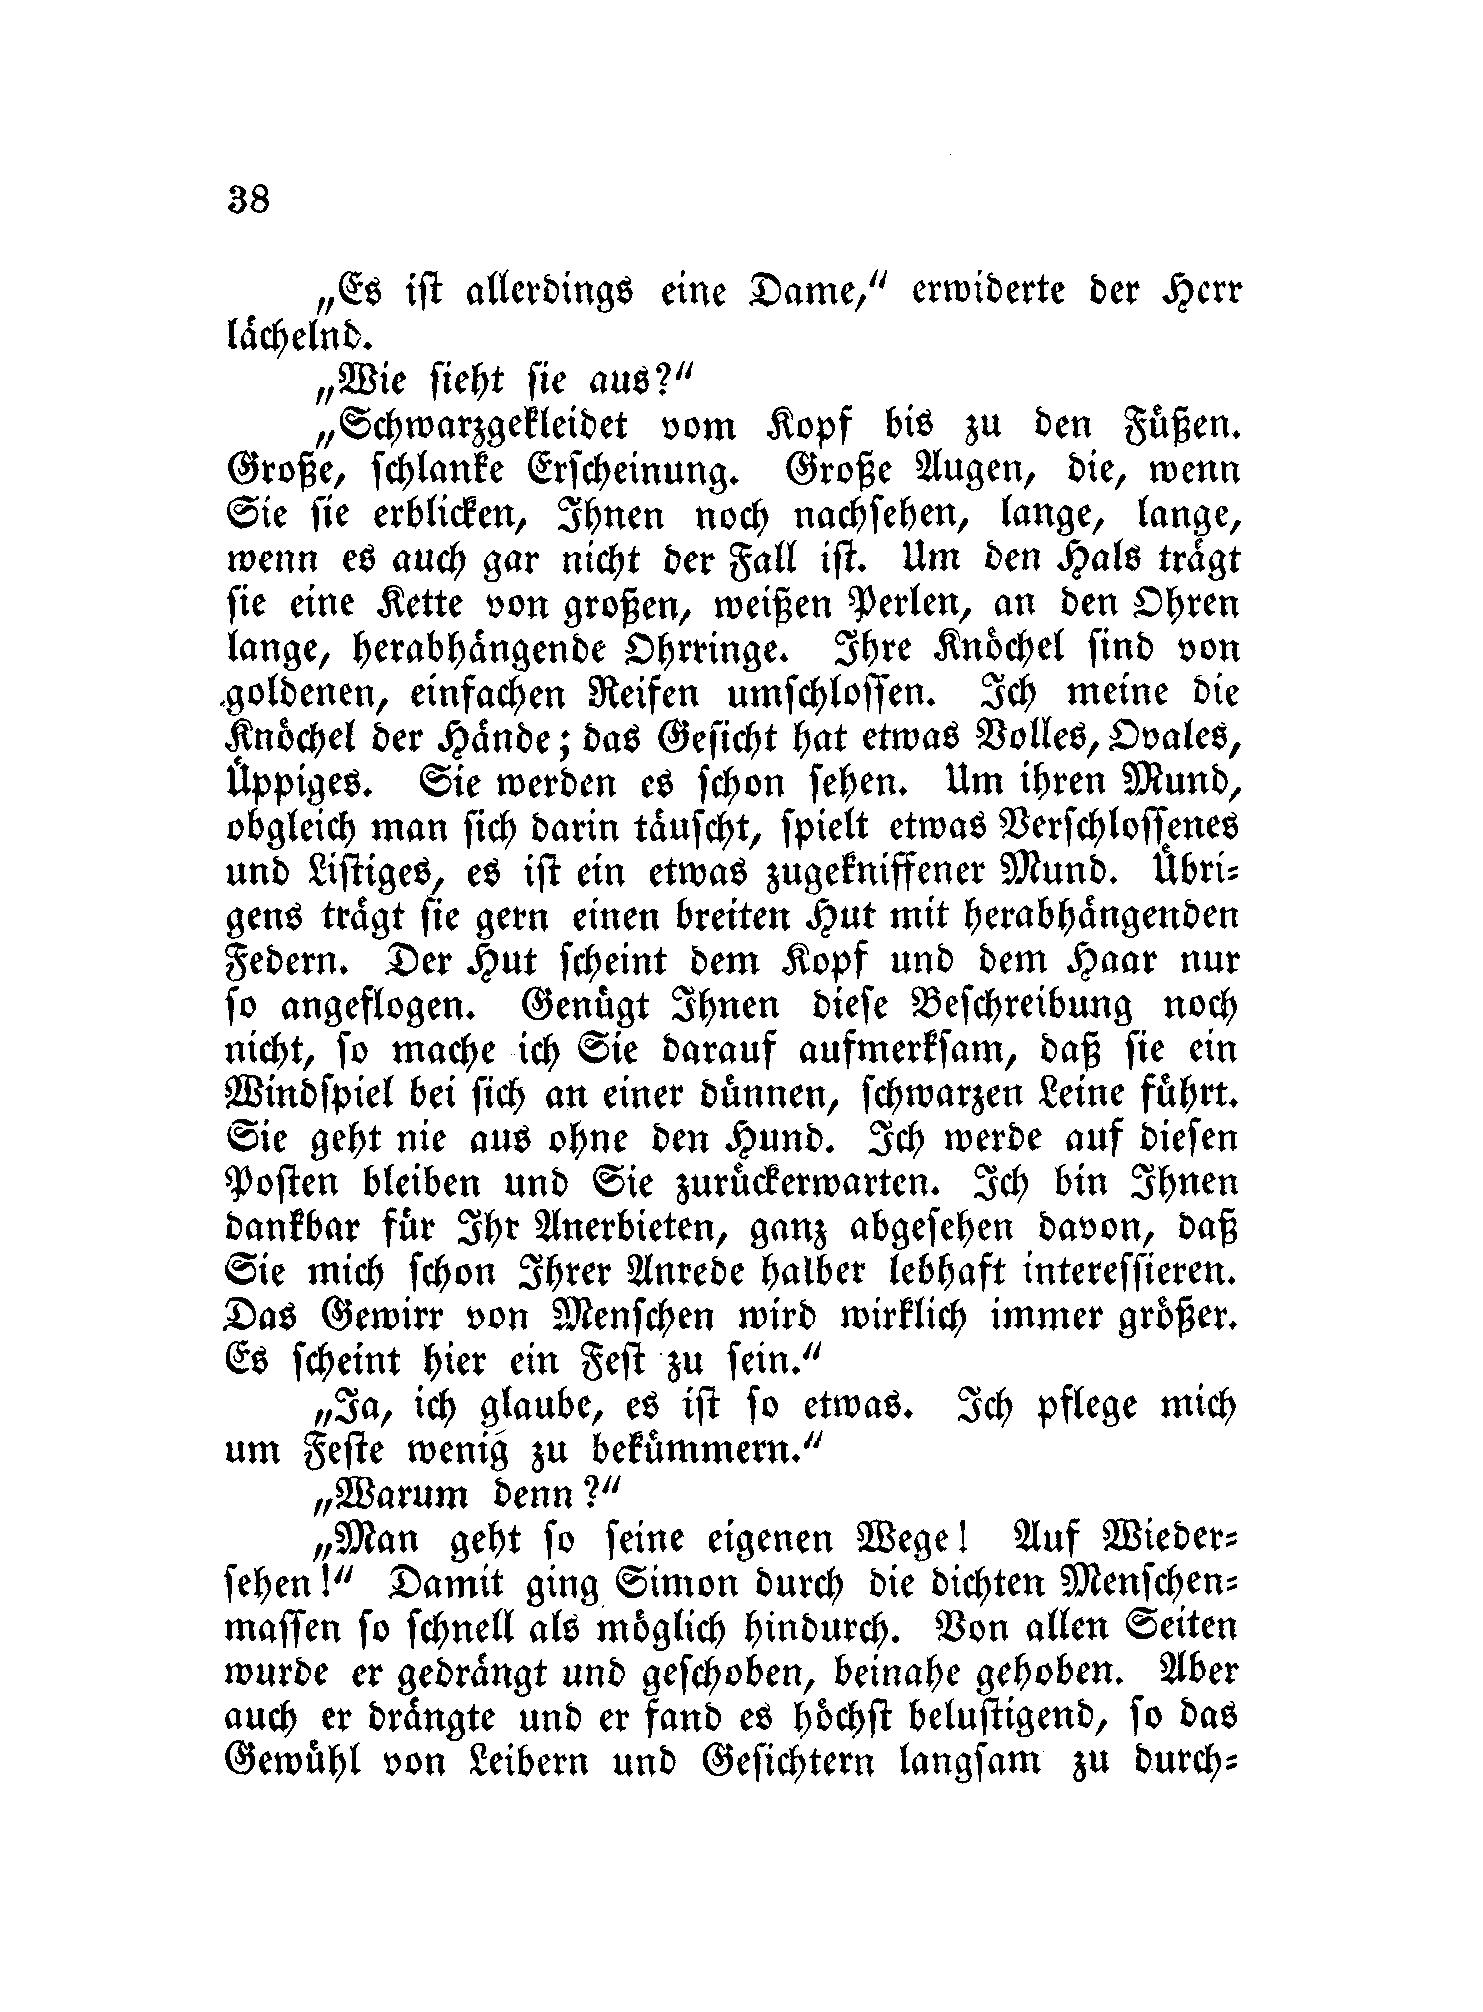 38
„Es ist allerdings eine Dame,“ erwiderte der Herr
lächelnd.
„Wie sieht sie aus?“
„Schwarzgekleidet vom Kopf bis zu den Füßen.
Große, schlanke Erscheinung. Große Augen, die, wenn
Sie sie erblicken, Ihnen noch nachsehen, lange, lange,
wenn es auch gar nicht der Fall ist. Um den Hals trägt
sie eine Kette von großen, weißen Perlen, an den Ohren
lange, herabhängende Ohrringe. Ihre Knöchel sind von
goldenen, einfachen Reifen umschlossen. Ich meine die
Knöchel der Hände; das Gesicht hat etwas Volles, Ovales,
Üppiges. Sie werden es schon sehen. Um ihren Mund,
obgleich man sich darin täuscht, spielt etwas Verschlossenes
und Listiges, es ist ein etwas zugekniffener Mund. Übri-
gens trägt sie gern einen breiten Hut mit herabhängenden
Federn. Der Hut scheint dem Kopf und dem Haar nur
so angeflogen. Genügt Ihnen diese Beschreibung noch
nicht, so mache ich Sie darauf aufmerksam, daß sie ein
Windspiel bei sich an einer dünnen, schwarzen Leine führt.
Sie geht nie aus ohne den Hund. Ich werde auf diesen
Posten bleiben und Sie zurückerwarten. Ich bin Ihnen
dankbar für Ihr Anerbieten, ganz abgesehen davon, daß
Sie mich schon Ihrer Anrede halber lebhaft interessieren.
Das Gewirr von Menschen wird wirklich immer größer.
Es scheint hier ein Fest zu sein.“
„Ja, ich glaube, es ist so etwas. Ich pflege mich
um Feste wenig zu bekümmern.“
„Warum denn?“
„Man geht so seine eigenen Wege! Auf Wieder-
sehen!“ Damit ging Simon durch die dichten Menschen-
massen so schnell als möglich hindurch. Von allen Seiten
wurde er gedrängt und geschoben, beinahe gehoben. Aber
auch er drängte und er fand es höchst belustigend, so das
Gewühl von Leibern und Gesichtern langsam zu durch-